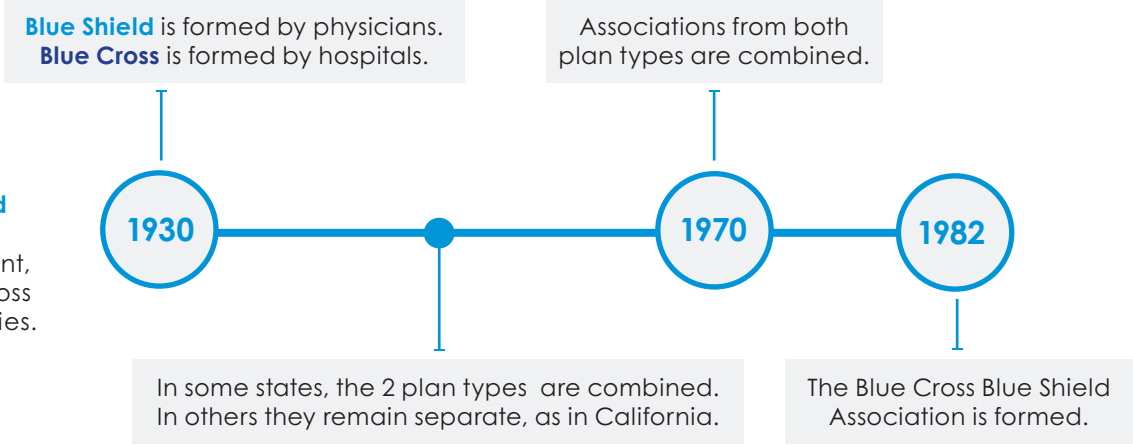 Blue Shield is formed by physicians.
Blue Cross is formed by hospitals.
Associations from both
plan types are combined.
1930
1970
1982
In some states, the 2 plan types are combined.
In others they remain separate, as in California.
The Blue Cross Blue Shield
Association is formed.